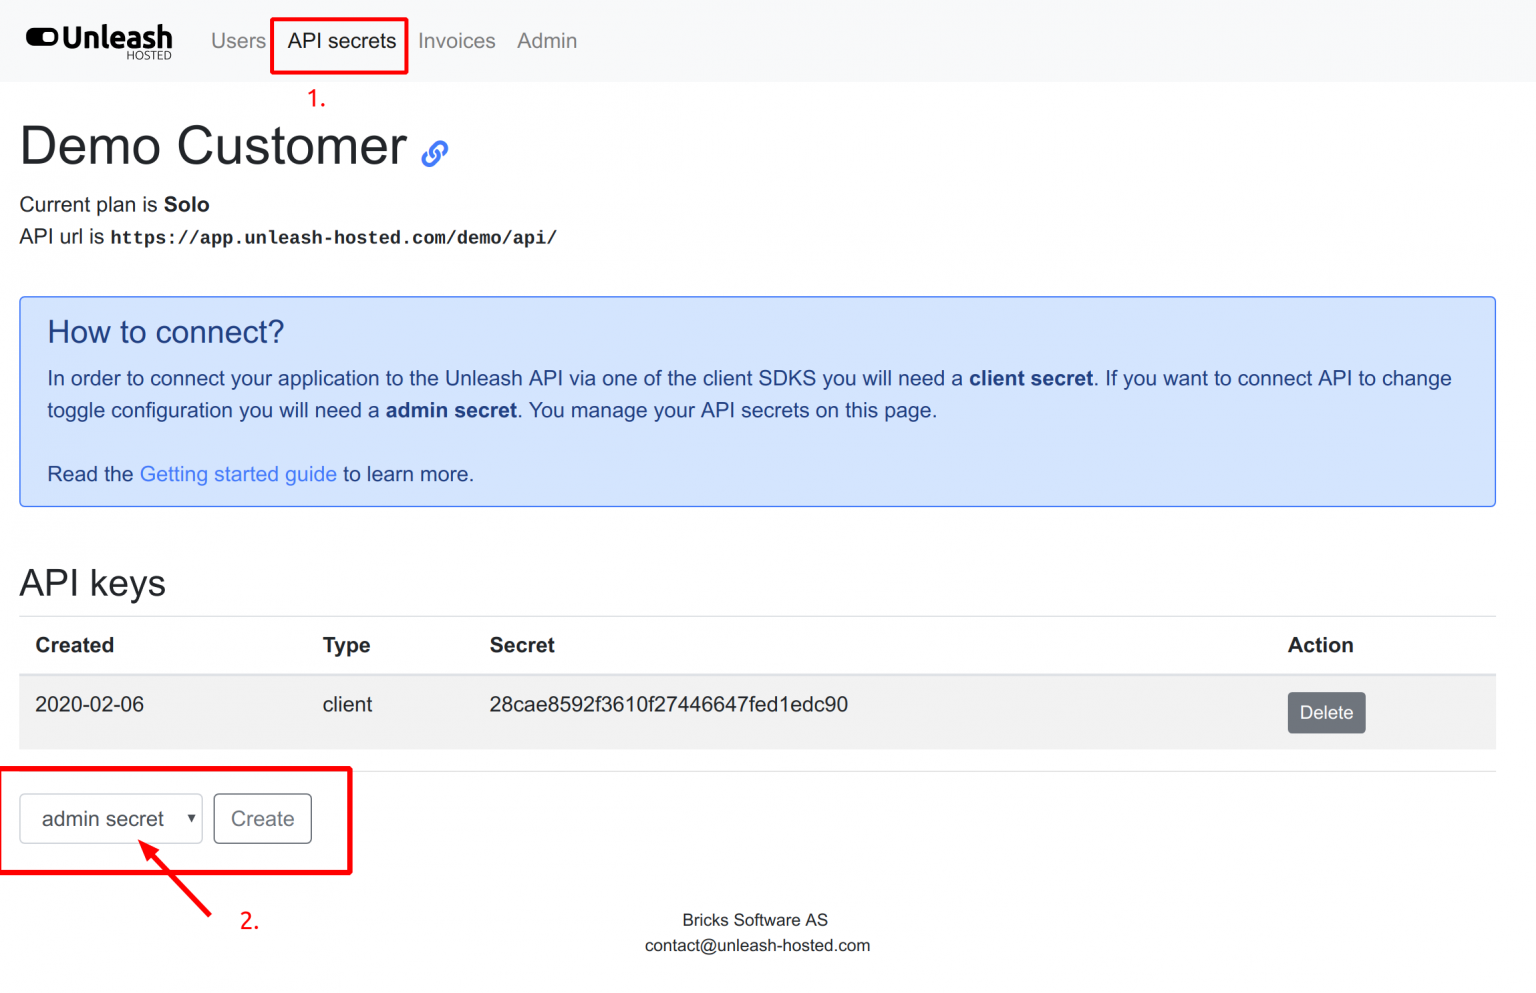 Unleash
HOSTED
Users API secrets Invoices Admin
1.
Demo Customer
Current plan is Solo
API url is https://app.unleash-hosted.com/demo/api/
How to connect?
In order to connect your application to the Unleash API via one of the client SDKS you will need a client secret. If you want to connect API to change
toggle configuration you will need a admin secret. You manage your API secrets on this page.
Read the Getting started guide to learn more.
API keys
Created Type Secret Action
2020-02-06 client 28cae8592f3610f27446647fed1edc90 Delete
admin secret Create
2.
Bricks Software AS
contact@unleash-hosted.com